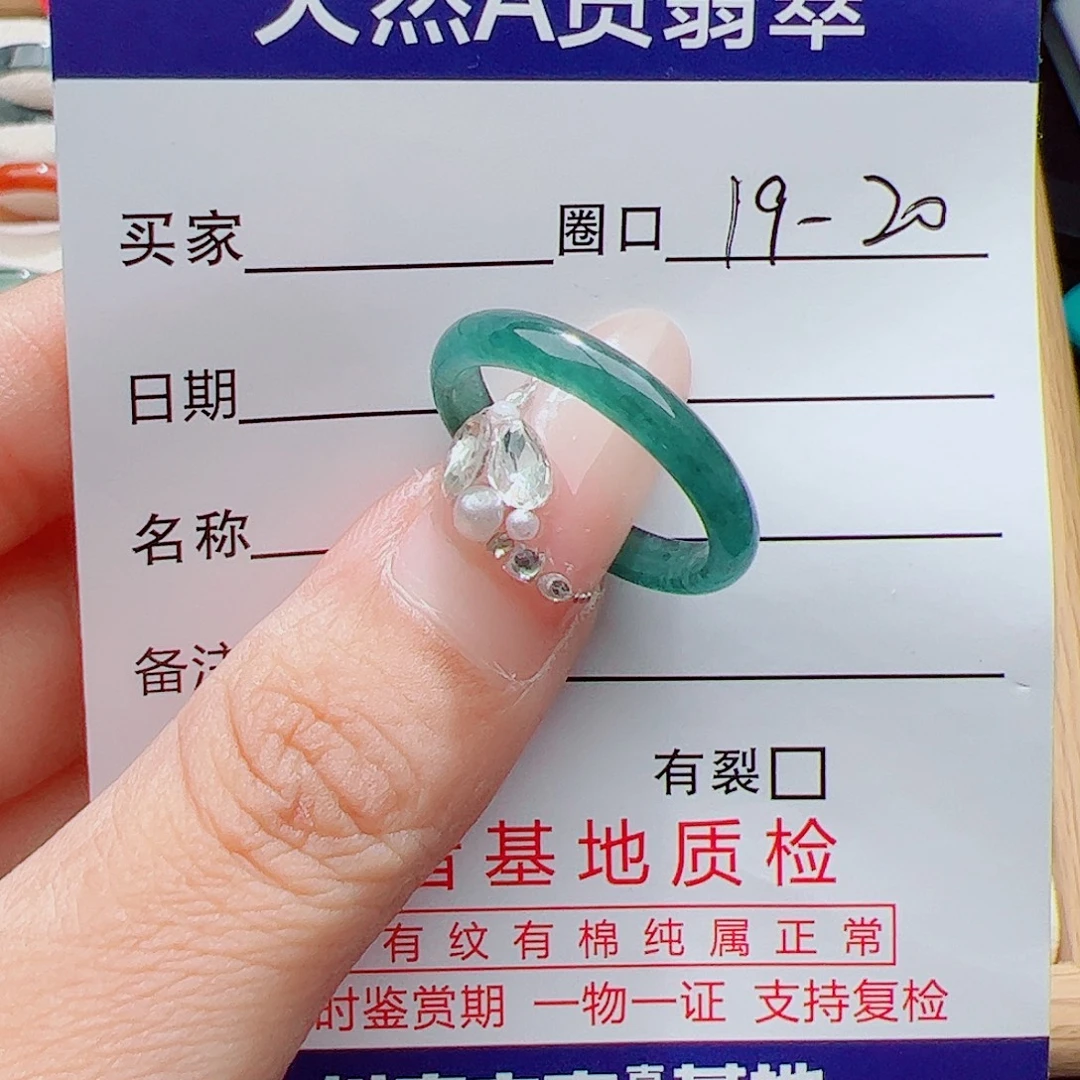 天然A货翡翠
买家 圈口 19-20
日期
名称
备注
有裂□
基地质检
有纹有棉纯属正常
时鉴赏期 一物一证 支持复检